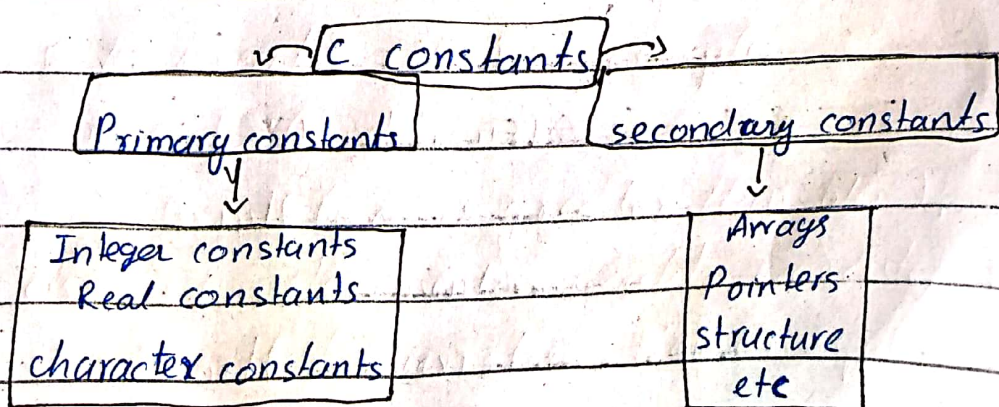 C constants
Primary constants
secondary constants
Integer constants
Real constants
character constants
Arrays
Pointers
structure
etc